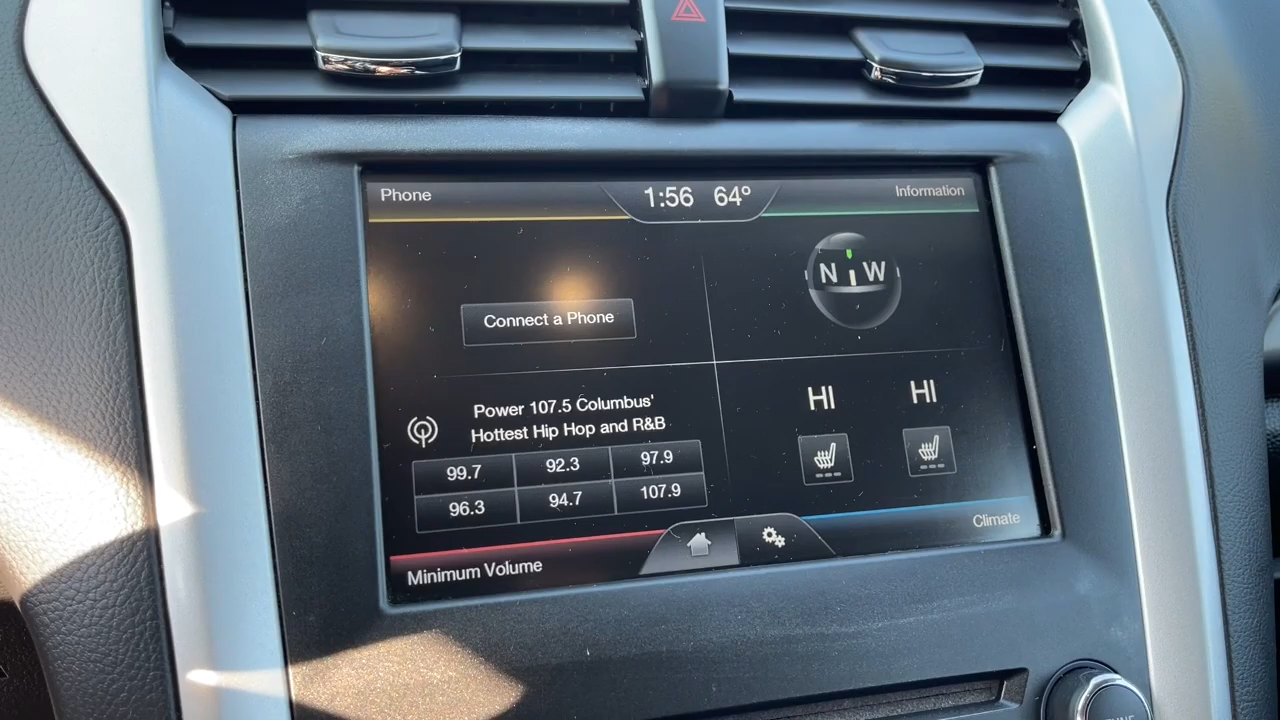 Phone
1:56 64°
Information
N W
Connect a Phone
Power 107.5 Columbus'
Hottest Hip Hop and R&B
99.7 92.3 97.9
96.3 94.7 107.9
HI HI
Minimum Volume
Climate